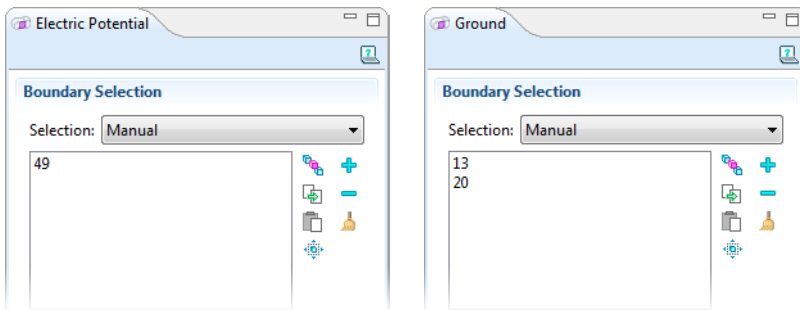 Electric Potential
Boundary Selection
Selection: Manual
49
Ground
Boundary Selection
Selection: Manual
13
20